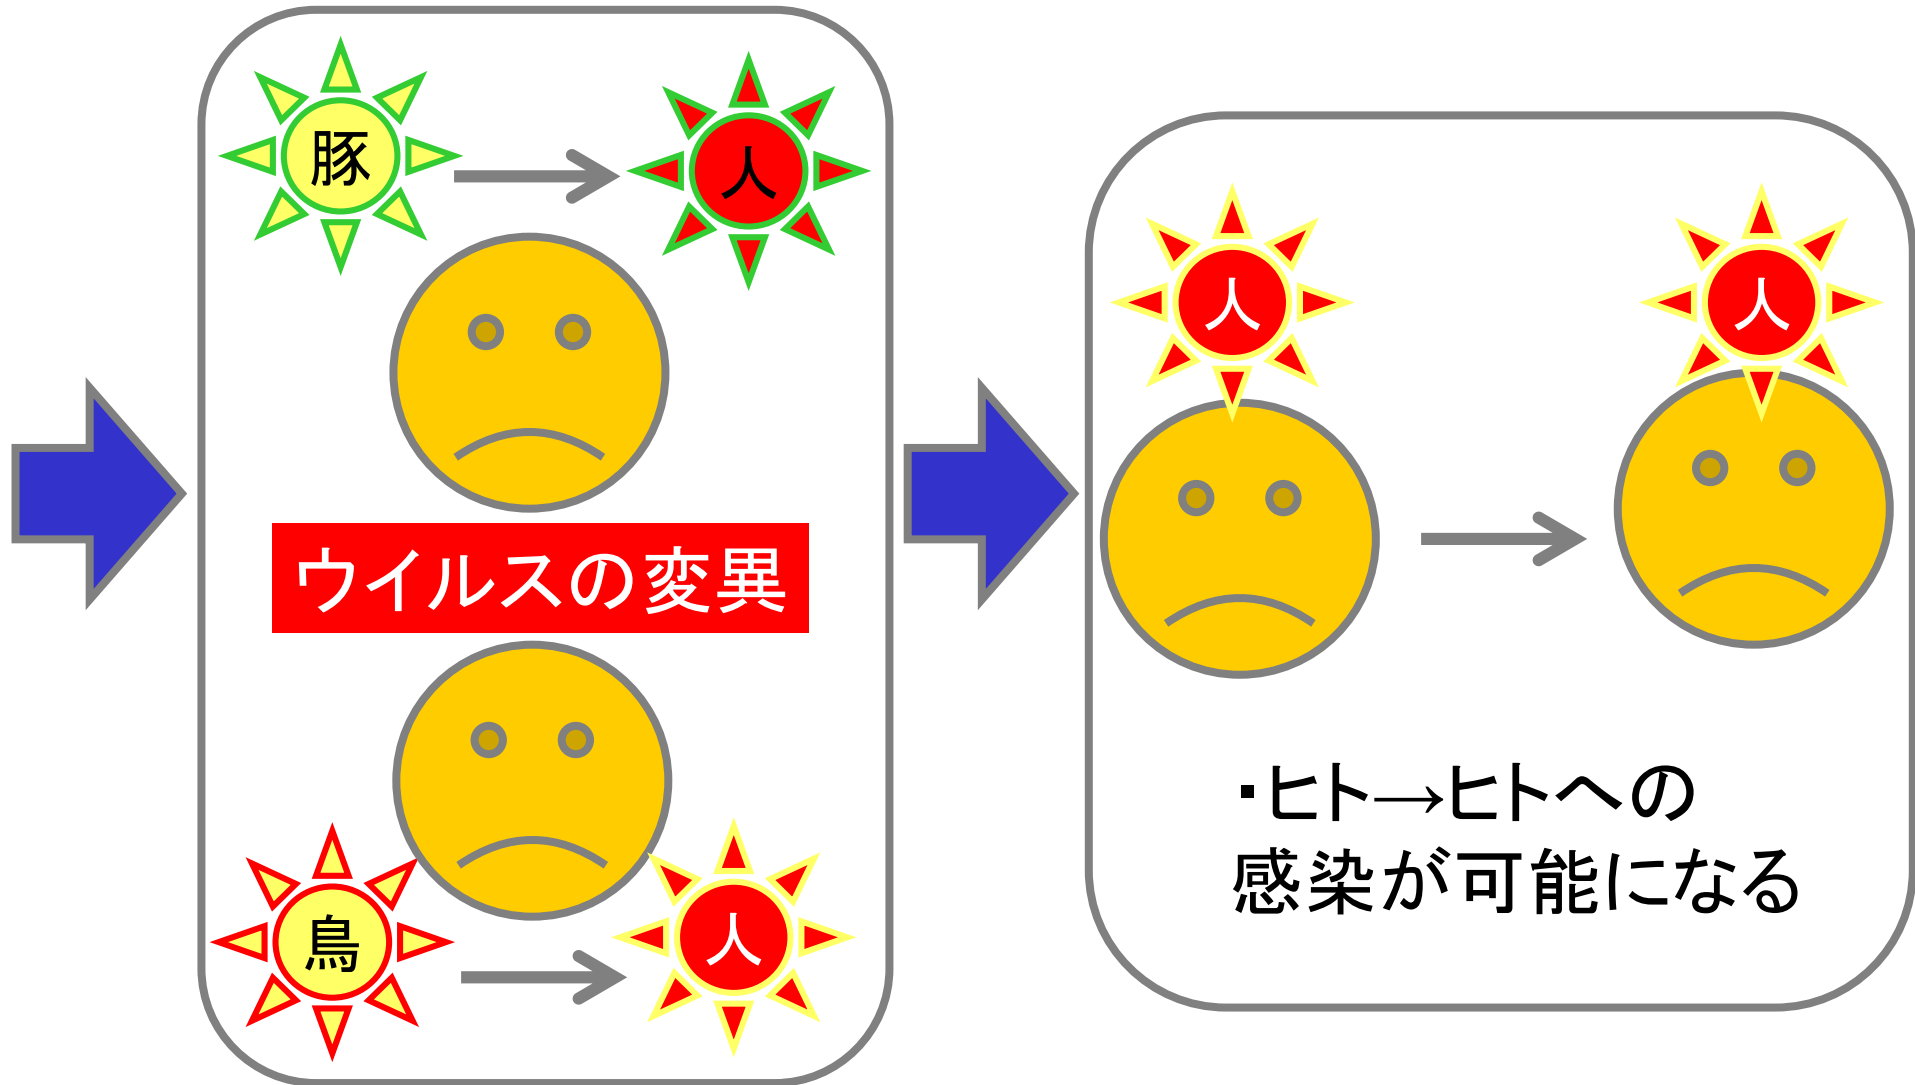 豚
人
ウイルスの変異
鳥
人
人
人
・ヒト→ヒトへの
感染が可能になる